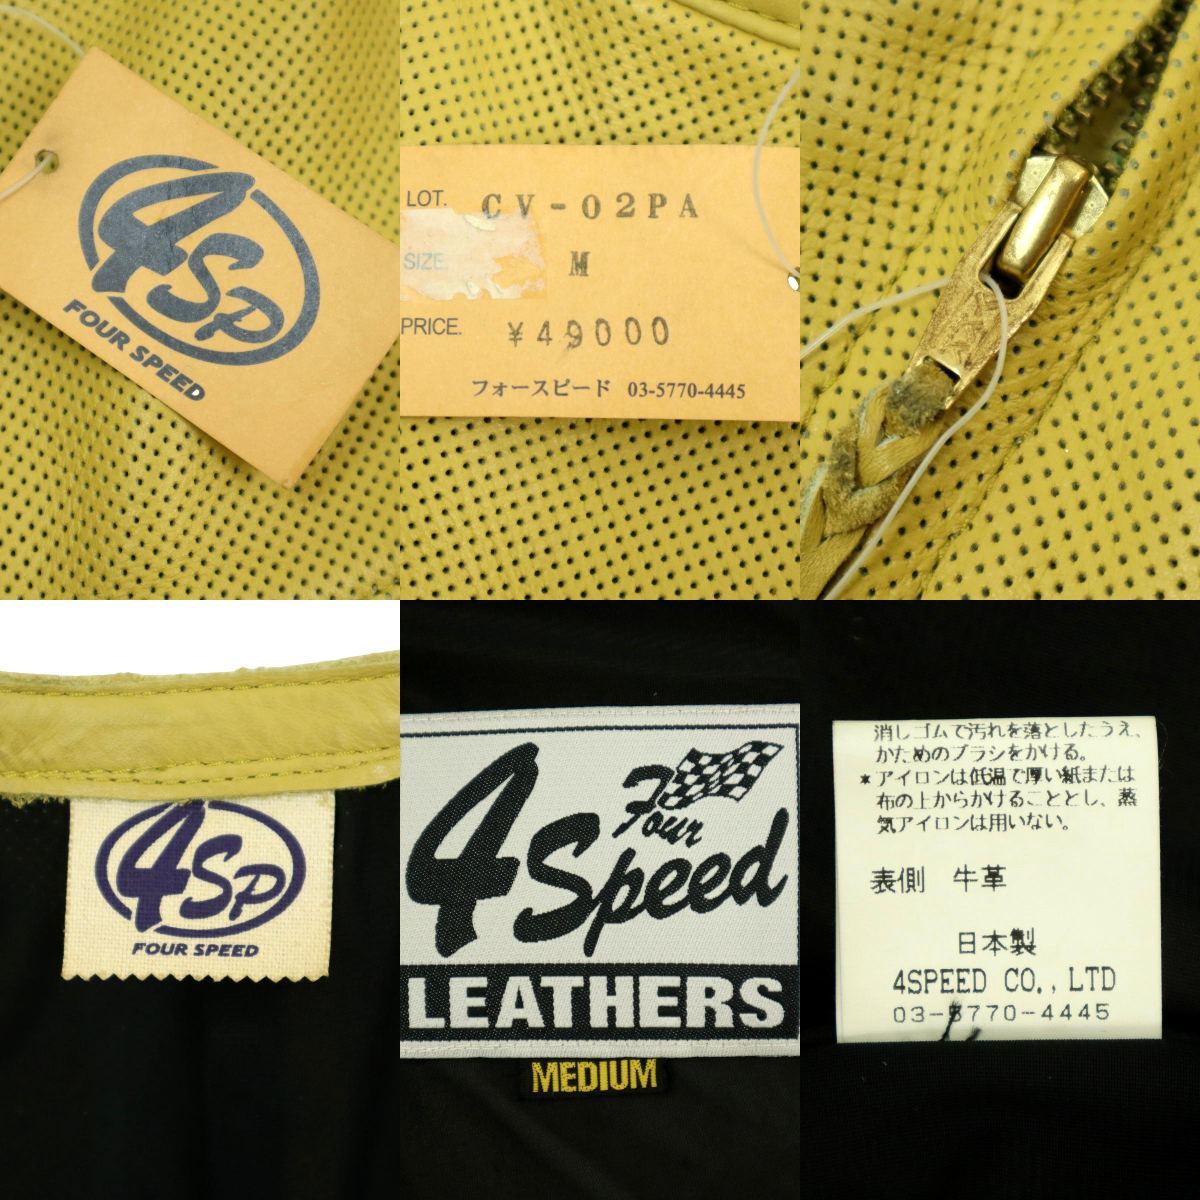 4SP
FOUR SPEED
LOT. CV-02PA
SIZE. M
PRICE. ¥49000
フォースピード 03-5770-4445
4SP
FOUR SPEED
4 Four Speed
LEATHERS
MEDIUM
消しゴムで汚れを落としたうえ、
かためのブラシをかける。
* アイロンは低温で厚い紙または
布の上からかけることとし、蒸
気アイロンは用いない。
表側 牛革
日本製
4SPEED CO., LTD
03-5770-4445